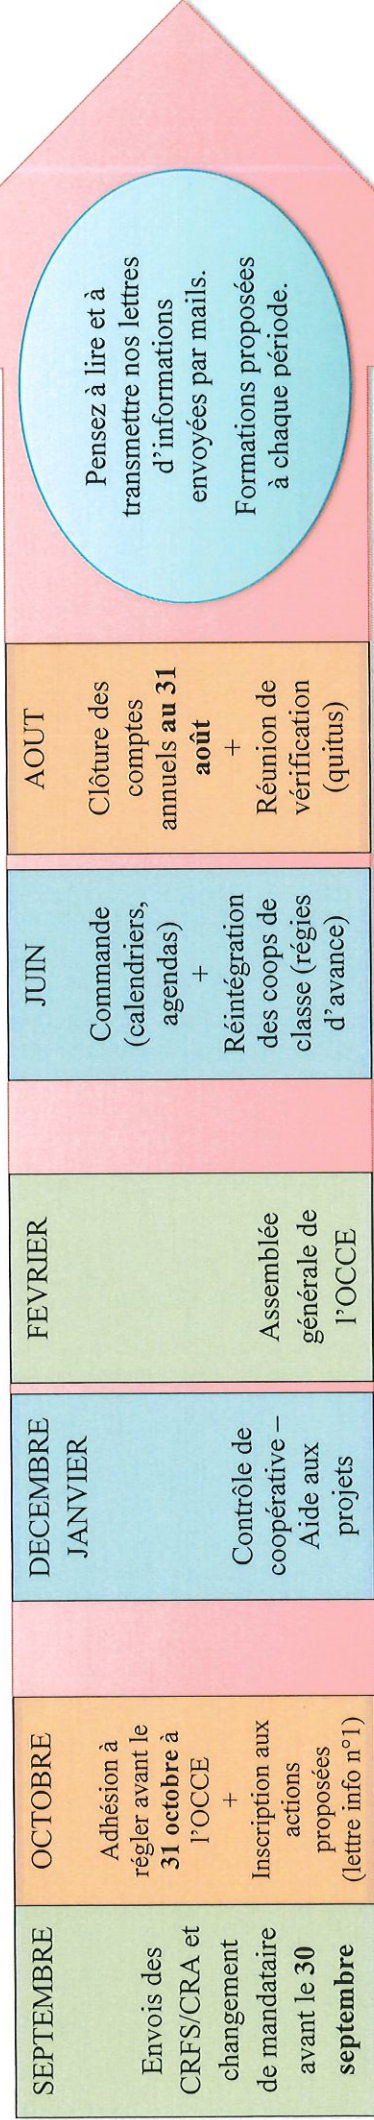 SEPTEMBRE
Envois des
CRFS/CRA et
changement
de mandataire
avant le 30
septembre
OCTOBRE
Adhésion à
régler avant le
31 octobre à
l'OCCE
+
Inscription aux
actions
proposées
(lettre info n°1)
DECEMBRE
JANVIER
Contrôle de
coopérative –
Aide aux
projets
FEVRIER
Assemblée
générale de
l'OCCE
JUIN
Commande
(calendriers,
agendas)
+
Réintégration
des coops de
classe (régies
d'avance)
AOUT
Clôture des
comptes
annuels au 31
août
+
Réunion de
vérification
(quitus)
Pensez à lire et à
transmettre nos lettres
d'informations
envoyées par mails.
Formations proposées
à chaque période.